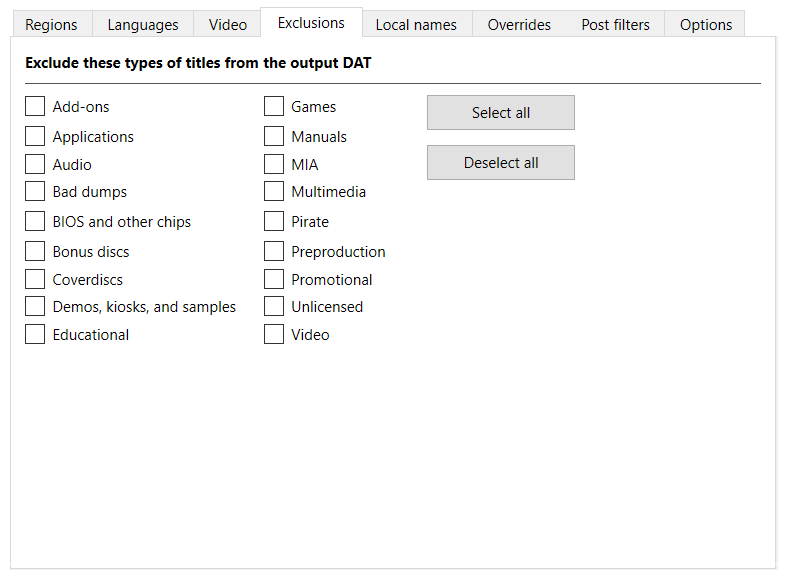 Regions Languages Video Exclusions Local names Overrides Post filters Options
Exclude these types of titles from the output DAT
Add-ons
Applications
Audio
Bad dumps
BIOS and other chips
Bonus discs
Coverdiscs
Demos, kiosks, and samples
Educational
Games
Manuals
MIA
Multimedia
Pirate
Preproduction
Promotional
Unlicensed
Video
Select all
Deselect all